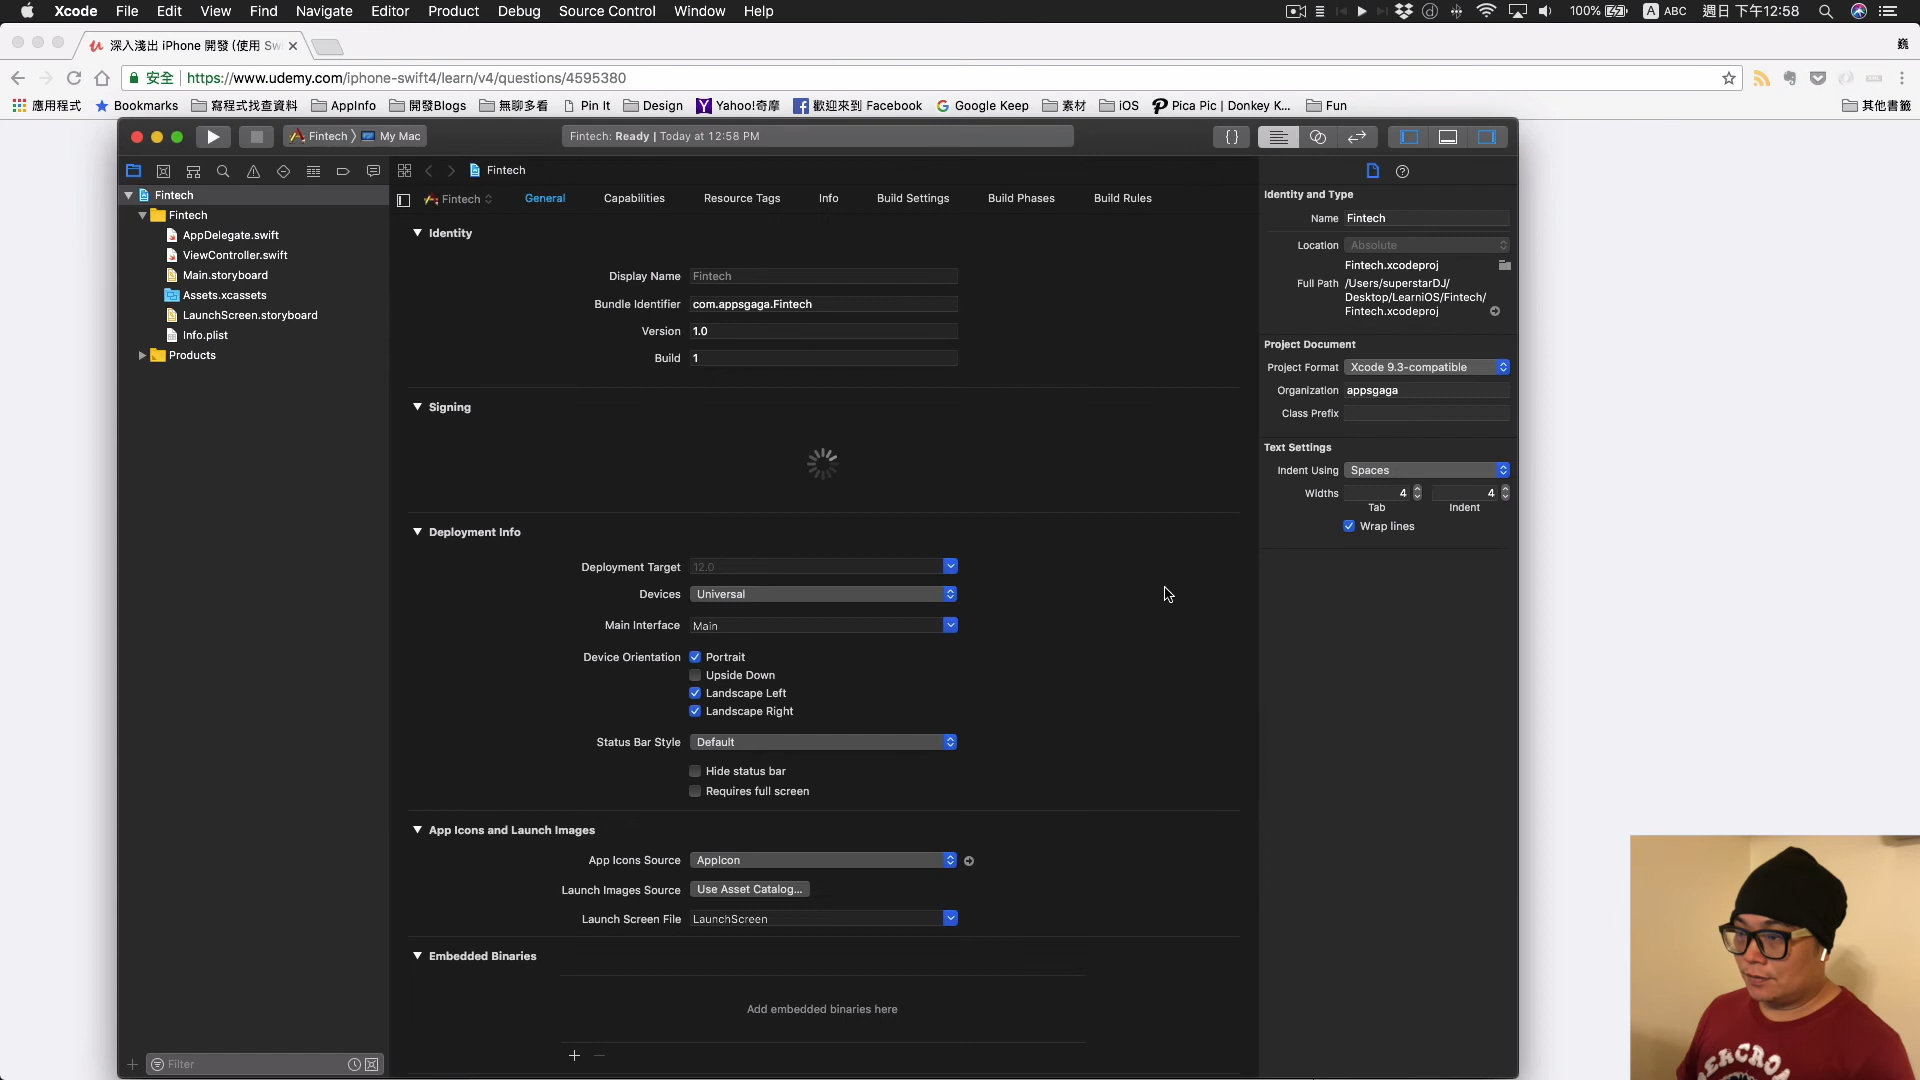 Xcode File Edit View Find Navigate Editor Product Debug Source Control Window Help 100% A ABC 週日 下午12:58
深入淺出 iPhone 開發 (使用 Sw
巍
安全 https://www.udemy.com/iphone-swift4/learn/v4/questions/4595380
應用程式 Bookmarks 寫程式找查資料 AppInfo 開發Blogs 無聊多看 Pin It Design Yahoo!奇摩 歡迎來到 Facebook Google Keep 素材 iOS Pica Pic | Donkey K... Fun 其他書籤
Fintech My Mac Fintech: Ready | Today at 12:58 PM { }
Fintech
Fintech
Fintech
AppDelegate.swift
ViewController.swift
Main.storyboard
Assets.xcassets
LaunchScreen.storyboard
Info.plist
Products
Filter
Fintech General Capabilities Resource Tags Info Build Settings Build Phases Build Rules
Identity
Display Name Fintech
Bundle Identifier com.appsgaga.Fintech
Version 1.0
Build 1
Signing
Deployment Info
Deployment Target 12.0
Devices Universal
Main Interface Main
Device Orientation Portrait
Upside Down
Landscape Left
Landscape Right
Status Bar Style Default
Hide status bar
Requires full screen
App Icons and Launch Images
App Icons Source AppIcon
Launch Images Source Use Asset Catalog...
Launch Screen File LaunchScreen
Embedded Binaries
Add embedded binaries here
Identity and Type
Name Fintech
Location Absolute
Fintech.xcodeproj
Full Path /Users/superstarDJ/
Desktop/LearniOS/Fintech/
Fintech.xcodeproj
Project Document
Project Format Xcode 9.3-compatible
Organization appsgaga
Class Prefix
Text Settings
Indent Using Spaces
Widths 4 4
Tab Indent
Wrap lines